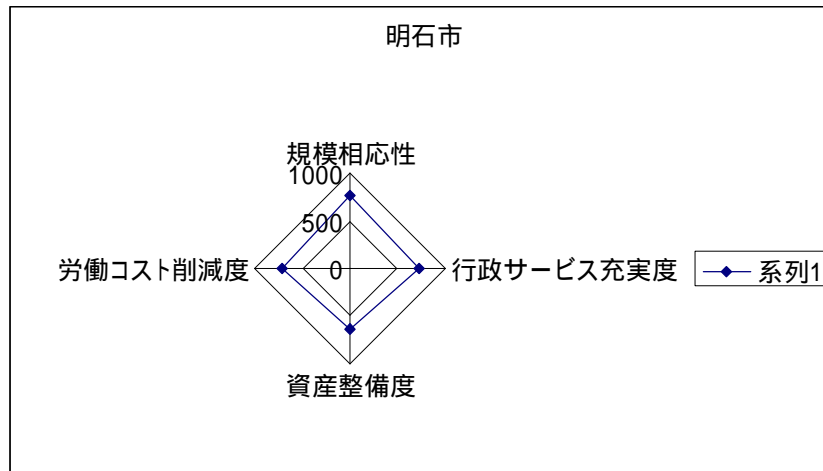 明石市
規模相応性
1000
500
0
労働コスト削減度
行政サービス充実度
資産整備度
系列1